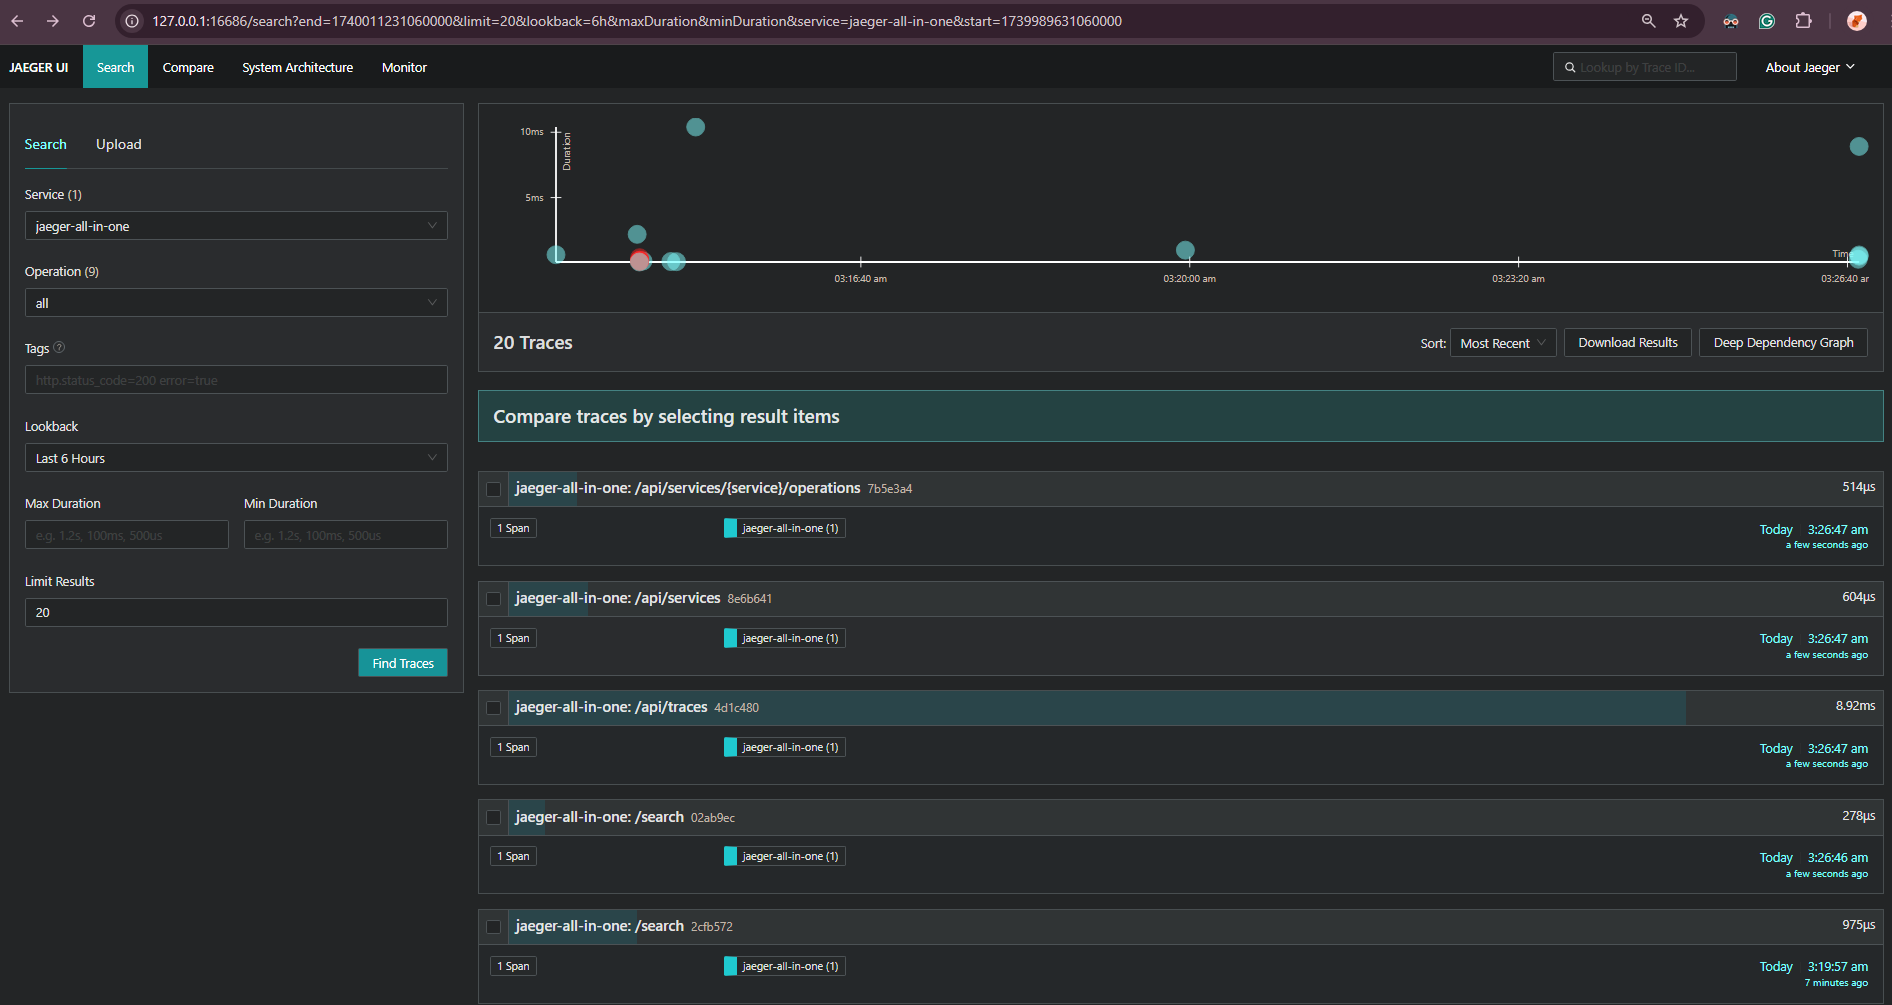 127.0.0.1:16686/search?end=1740011231060000&limit=20&lookback=6h&maxDuration&minDuration&service=jaeger-all-in-one&start=1739989631060000
JAEGER UI Search Compare System Architecture Monitor Lookup by Trace ID... About Jaeger
Search Upload
Service (1)
jaeger-all-in-one
Operation (9)
all
Tags ?
http.status_code=200 error=true
Lookback
Last 6 Hours
Max Duration Min Duration
e.g. 1.2s, 100ms, 500us e.g. 1.2s, 100ms, 500us
Limit Results
20
Find Traces
10ms
Duration
5ms
Time
03:16:40 am 03:20:00 am 03:23:20 am 03:26:40 ar
20 Traces Sort: Most Recent Download Results Deep Dependency Graph
Compare traces by selecting result items
jaeger-all-in-one: /api/services/{service}/operations 7b5e3a4 514μs
1 Span jaeger-all-in-one (1) Today 3:26:47 am
a few seconds ago
jaeger-all-in-one: /api/services 8e6b641 604μs
1 Span jaeger-all-in-one (1) Today 3:26:47 am
a few seconds ago
jaeger-all-in-one: /api/traces 4d1c480 8.92ms
1 Span jaeger-all-in-one (1) Today 3:26:47 am
a few seconds ago
jaeger-all-in-one: /search 02ab9ec 278μs
1 Span jaeger-all-in-one (1) Today 3:26:46 am
a few seconds ago
jaeger-all-in-one: /search 2cfb572 975μs
1 Span jaeger-all-in-one (1) Today 3:19:57 am
7 minutes ago